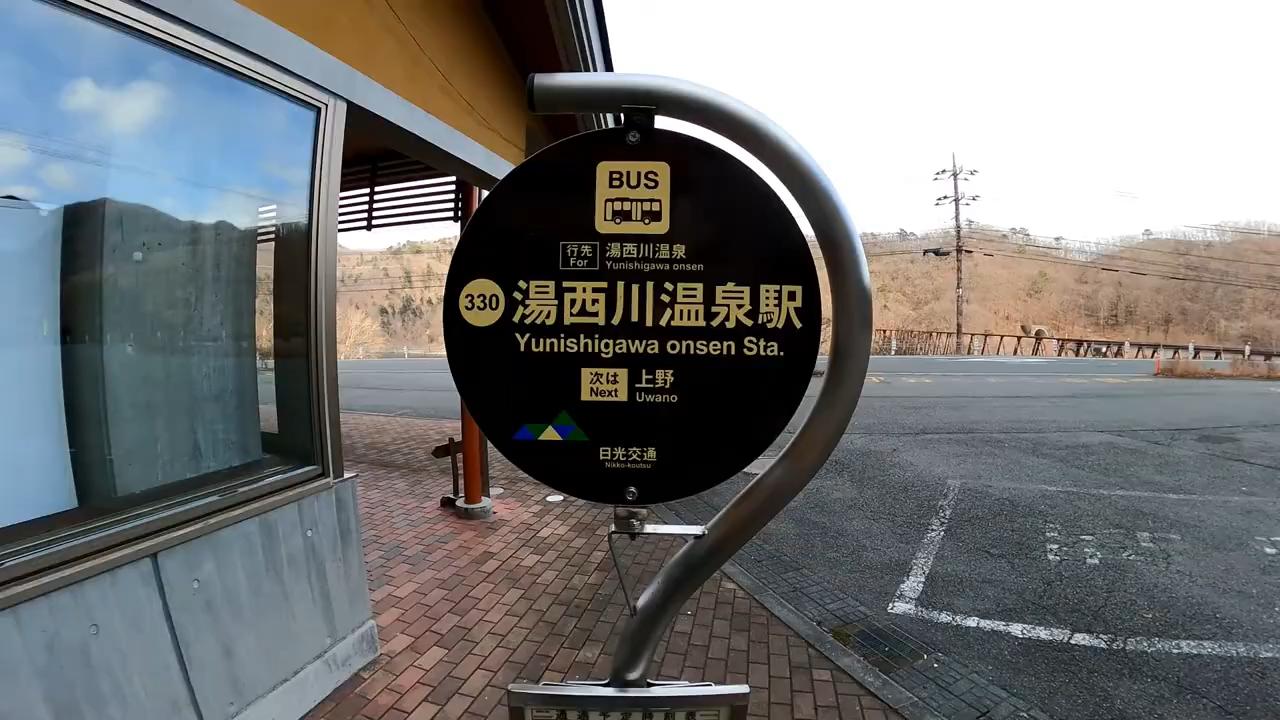 BUS
行先 湯西川温泉
For Yunishigawa onsen
330 湯西川温泉駅
Yunishigawa onsen Sta.
次は 上野
Next Uwano
日光交通
Nikko-koutsu